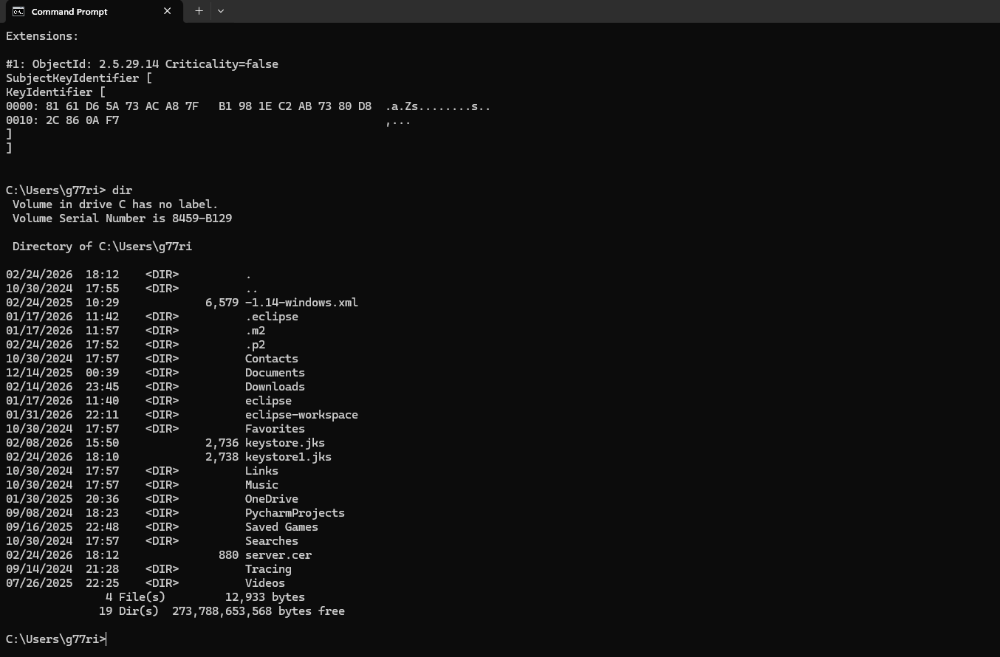 Command Prompt
Extensions:
#1: ObjectId: 2.5.29.14 Criticality=false
SubjectKeyIdentifier [
KeyIdentifier [
0000: 81 61 D6 5A 73 AC A8 7F   B1 98 1E C2 AB 73 80 D8  .a.Zs........s..
0010: 2C 86 0A F7                                        ,...
]
]
C:\Users\g77ri> dir
 Volume in drive C has no label.
 Volume Serial Number is 8459-B129
 Directory of C:\Users\g77ri
02/24/2026  18:12    <DIR>          .
10/30/2024  17:55    <DIR>          ..
02/24/2025  10:29             6,579 -1.14-windows.xml
01/17/2026  11:42    <DIR>          .eclipse
01/17/2026  11:57    <DIR>          .m2
02/24/2026  17:52    <DIR>          .p2
10/30/2024  17:57    <DIR>          Contacts
12/14/2025  00:39    <DIR>          Documents
02/14/2026  23:45    <DIR>          Downloads
01/17/2026  11:40    <DIR>          eclipse
01/31/2026  22:11    <DIR>          eclipse-workspace
10/30/2024  17:57    <DIR>          Favorites
02/08/2026  15:50             2,736 keystore.jks
02/24/2026  18:10             2,738 keystore1.jks
10/30/2024  17:57    <DIR>          Links
10/30/2024  17:57    <DIR>          Music
01/30/2025  20:36    <DIR>          OneDrive
09/08/2024  18:23    <DIR>          PycharmProjects
09/16/2025  22:48    <DIR>          Saved Games
10/30/2024  17:57    <DIR>          Searches
02/24/2026  18:12               880 server.cer
09/14/2024  21:28    <DIR>          Tracing
07/26/2025  22:25    <DIR>          Videos
               4 File(s)         12,933 bytes
              19 Dir(s)  273,788,653,568 bytes free
C:\Users\g77ri>